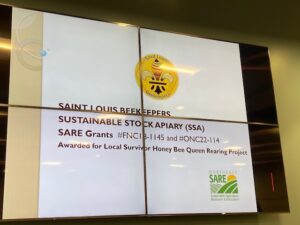 SAINT LOUIS BEEKEEPERS
SUSTAINABLE STOCK APIARY (SSA)
SARE Grants #FNC18-1145 and #ONC22-114
Awarded for Local Survivor Honey Bee Queen Rearing Project
SARE